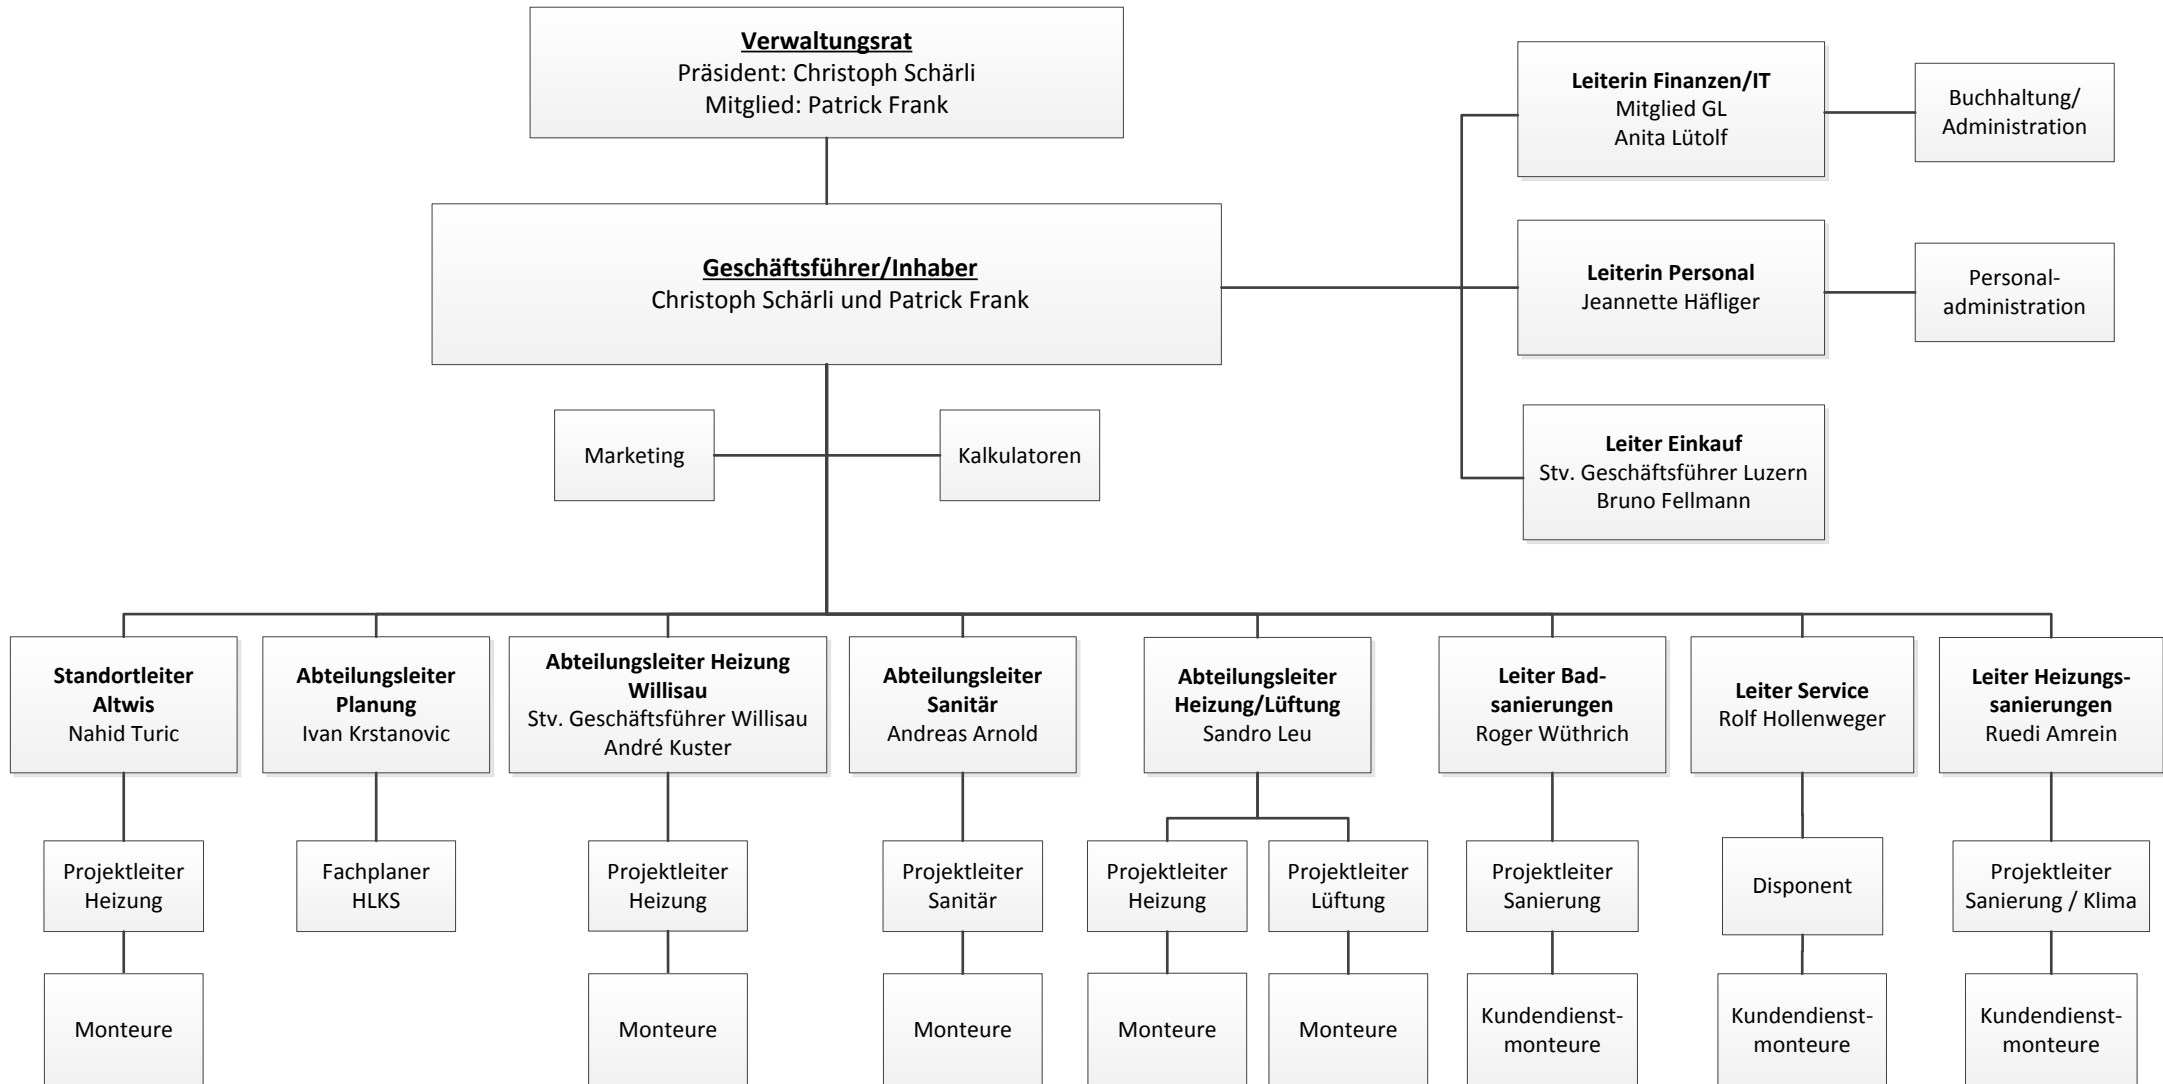 Verwaltungsrat
Präsident: Christoph Schärli
Mitglied: Patrick Frank
Leiterin Finanzen/IT
Mitglied GL
Anita Lütolf
Buchhaltung/
Administration
Geschäftsführer/Inhaber
Christoph Schärli und Patrick Frank
Leiterin Personal
Jeannette Häfliger
Personal-
administration
Marketing
Kalkulatoren
Leiter Einkauf
Stv. Geschäftsführer Luzern
Bruno Fellmann
Standortleiter
Altwis
Nahid Turic
Abteilungsleiter
Planung
Ivan Krstanovic
Abteilungsleiter Heizung
Willisau
Stv. Geschäftsführer Willisau
André Kuster
Abteilungsleiter
Sanitär
Andreas Arnold
Abteilungsleiter
Heizung/Lüftung
Sandro Leu
Leiter Bad-
sanierungen
Roger Wüthrich
Leiter Service
Rolf Hollenweger
Leiter Heizungs-
sanierungen
Ruedi Amrein
Projektleiter
Heizung
Fachplaner
HLKS
Projektleiter
Heizung
Projektleiter
Sanitär
Projektleiter
Heizung
Projektleiter
Lüftung
Projektleiter
Sanierung
Disponent
Projektleiter
Sanierung / Klima
Monteure
Monteure
Monteure
Monteure
Monteure
Kundendienst-
monteure
Kundendienst-
monteure
Kundendienst-
monteure